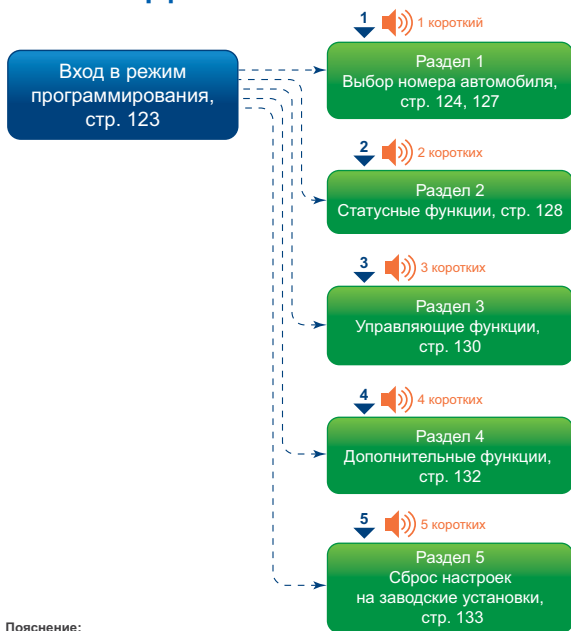 1 1 короткий
Вход в режим
программирования,
стр. 123
Раздел 1
Выбор номера автомобиля,
стр. 124, 127
2 2 коротких
Раздел 2
Статусные функции, стр. 128
3 3 коротких
Раздел 3
Управляющие функции,
стр. 130
4 4 коротких
Раздел 4
Дополнительные функции,
стр. 132
5 5 коротких
Раздел 5
Сброс настроек
на заводские установки,
стр. 133
Пояснение: